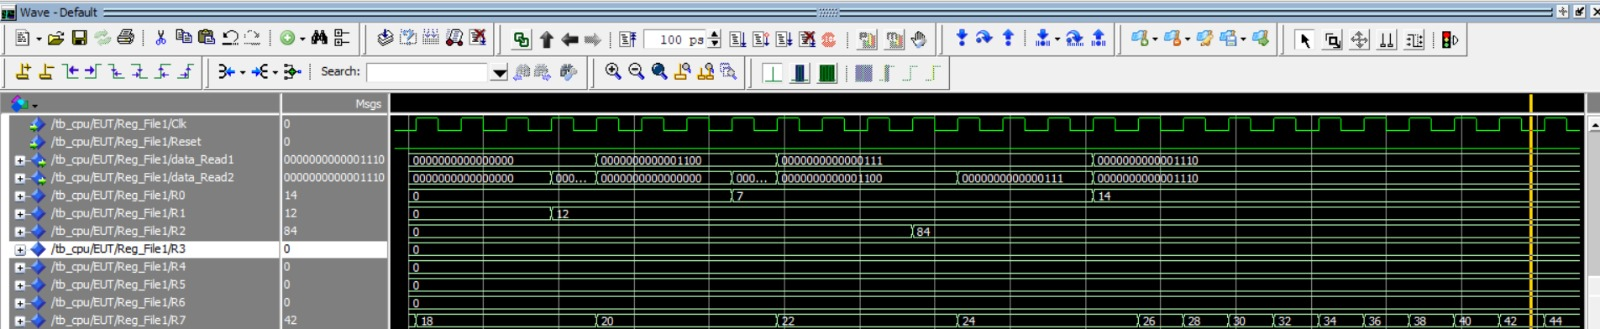 Wave - Default
100 ps
Search:
Msgs
/tb_cpu/EUT/Reg_File1/Clk 0
/tb_cpu/EUT/Reg_File1/Reset 0
/tb_cpu/EUT/Reg_File1/data_Read1 0000000000001110 0000000000000000 0000000000001100 0000000000000111 0000000000001110
/tb_cpu/EUT/Reg_File1/data_Read2 0000000000001110 0000000000000000 000... 0000000000000000 000... 0000000000001100 0000000000000111 0000000000001110
/tb_cpu/EUT/Reg_File1/R0 14 0 7 14
/tb_cpu/EUT/Reg_File1/R1 12 0 12
/tb_cpu/EUT/Reg_File1/R2 84 0 84
/tb_cpu/EUT/Reg_File1/R3 0 0
/tb_cpu/EUT/Reg_File1/R4 0 0
/tb_cpu/EUT/Reg_File1/R5 0 0
/tb_cpu/EUT/Reg_File1/R6 0 0
/tb_cpu/EUT/Reg_File1/R7 42 18 20 22 24 26 28 30 32 34 36 38 40 42 44